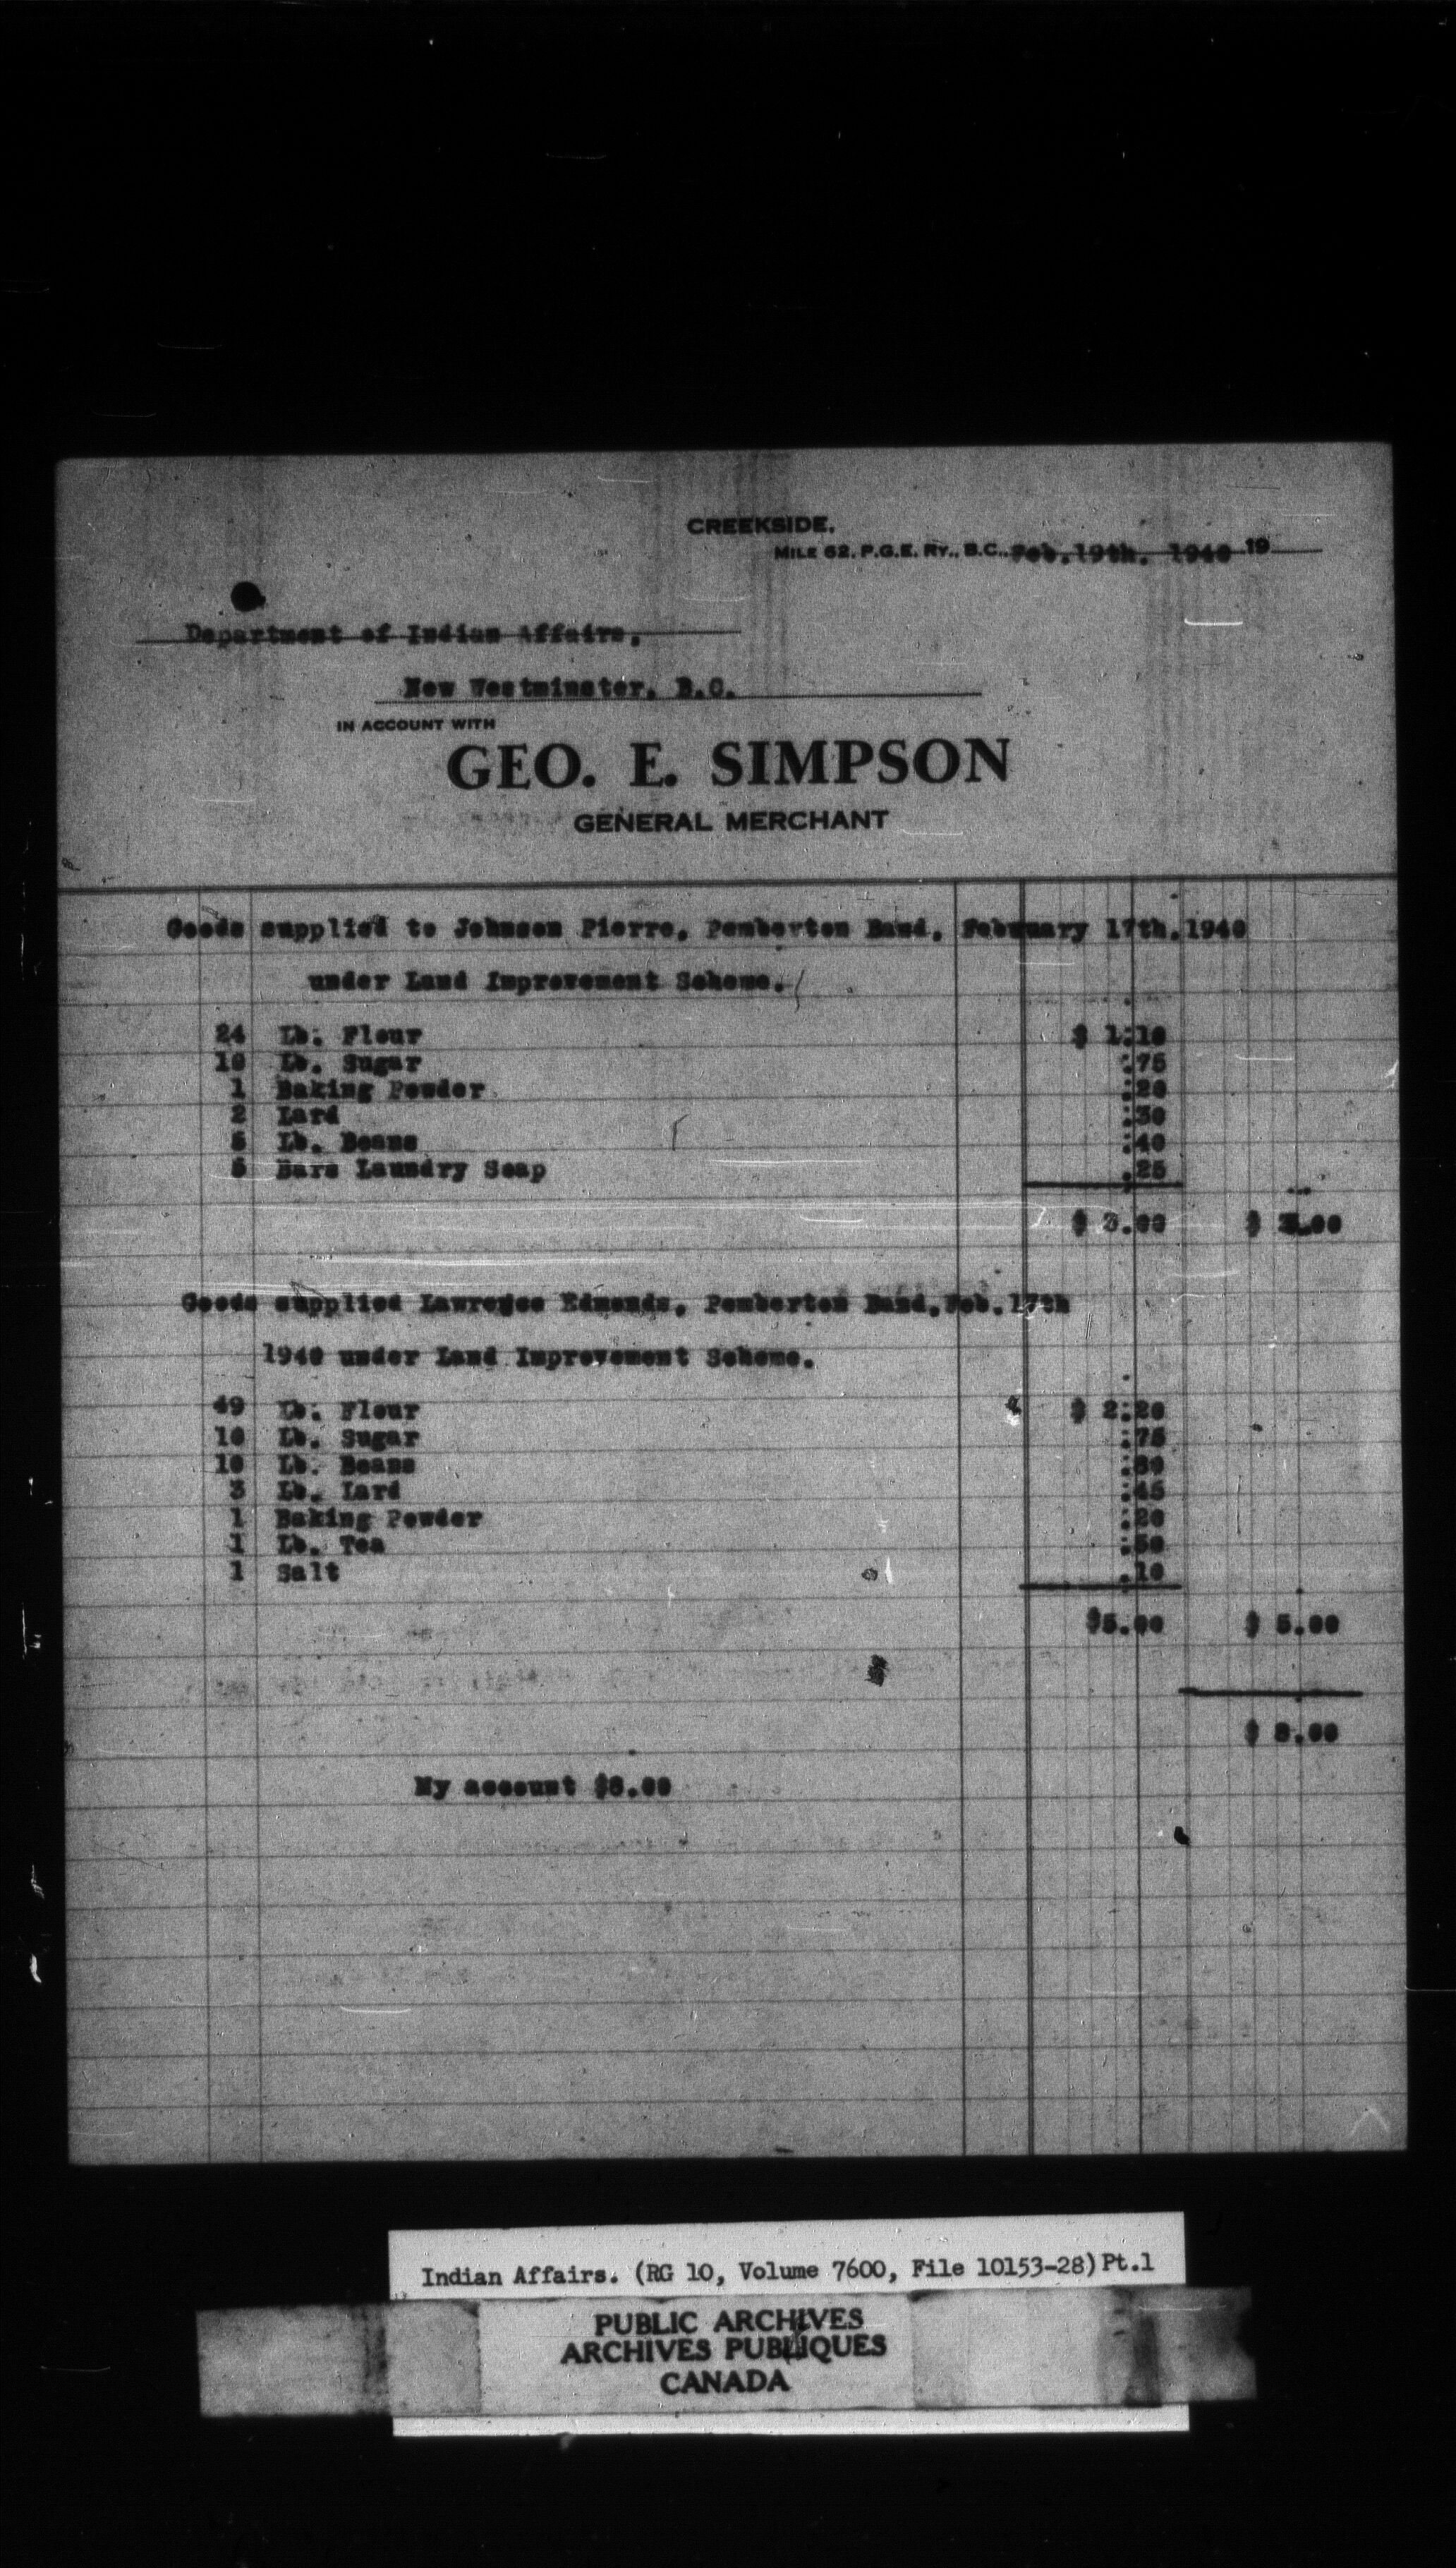 CREEKSIDE,
MILE 62, P.G.E. RY., B.C., Feb.19th. 1940 19
Department of Indian Affairs,
New Westminster, B.C.
IN ACCOUNT WITH
GEO. E. SIMPSON
GENERAL MERCHANT
Goods supplied to Johnson Pierre, Pemberton Band, February 17th,1940
under Land Improvement Scheme.
24 Lb. Flour $ 1.10
10 Lb. Sugar .75
1 Baking Powder .20
2 Lard .30
5 Lb. Beans .40
5 Bars Laundry Soap .25
$ 3.00 $ 3.00
Goods supplied Lawrence Edmonds, Pemberton Band,Feb.17th
1940 under Land Improvement Scheme.
49 Lb. Flour $ 2.20
10 Lb. Sugar .75
10 Lb. Beans .80
3 Lb. Lard .45
1 Baking Powder .20
1 Lb. Tea .50
1 Salt .10
$5.00 $ 5.00
$ 8.00
My account $8.00
Indian Affairs. (RG 10, Volume 7600, File 10153-28) Pt.1
PUBLIC ARCHIVES
ARCHIVES PUBLIQUES
CANADA